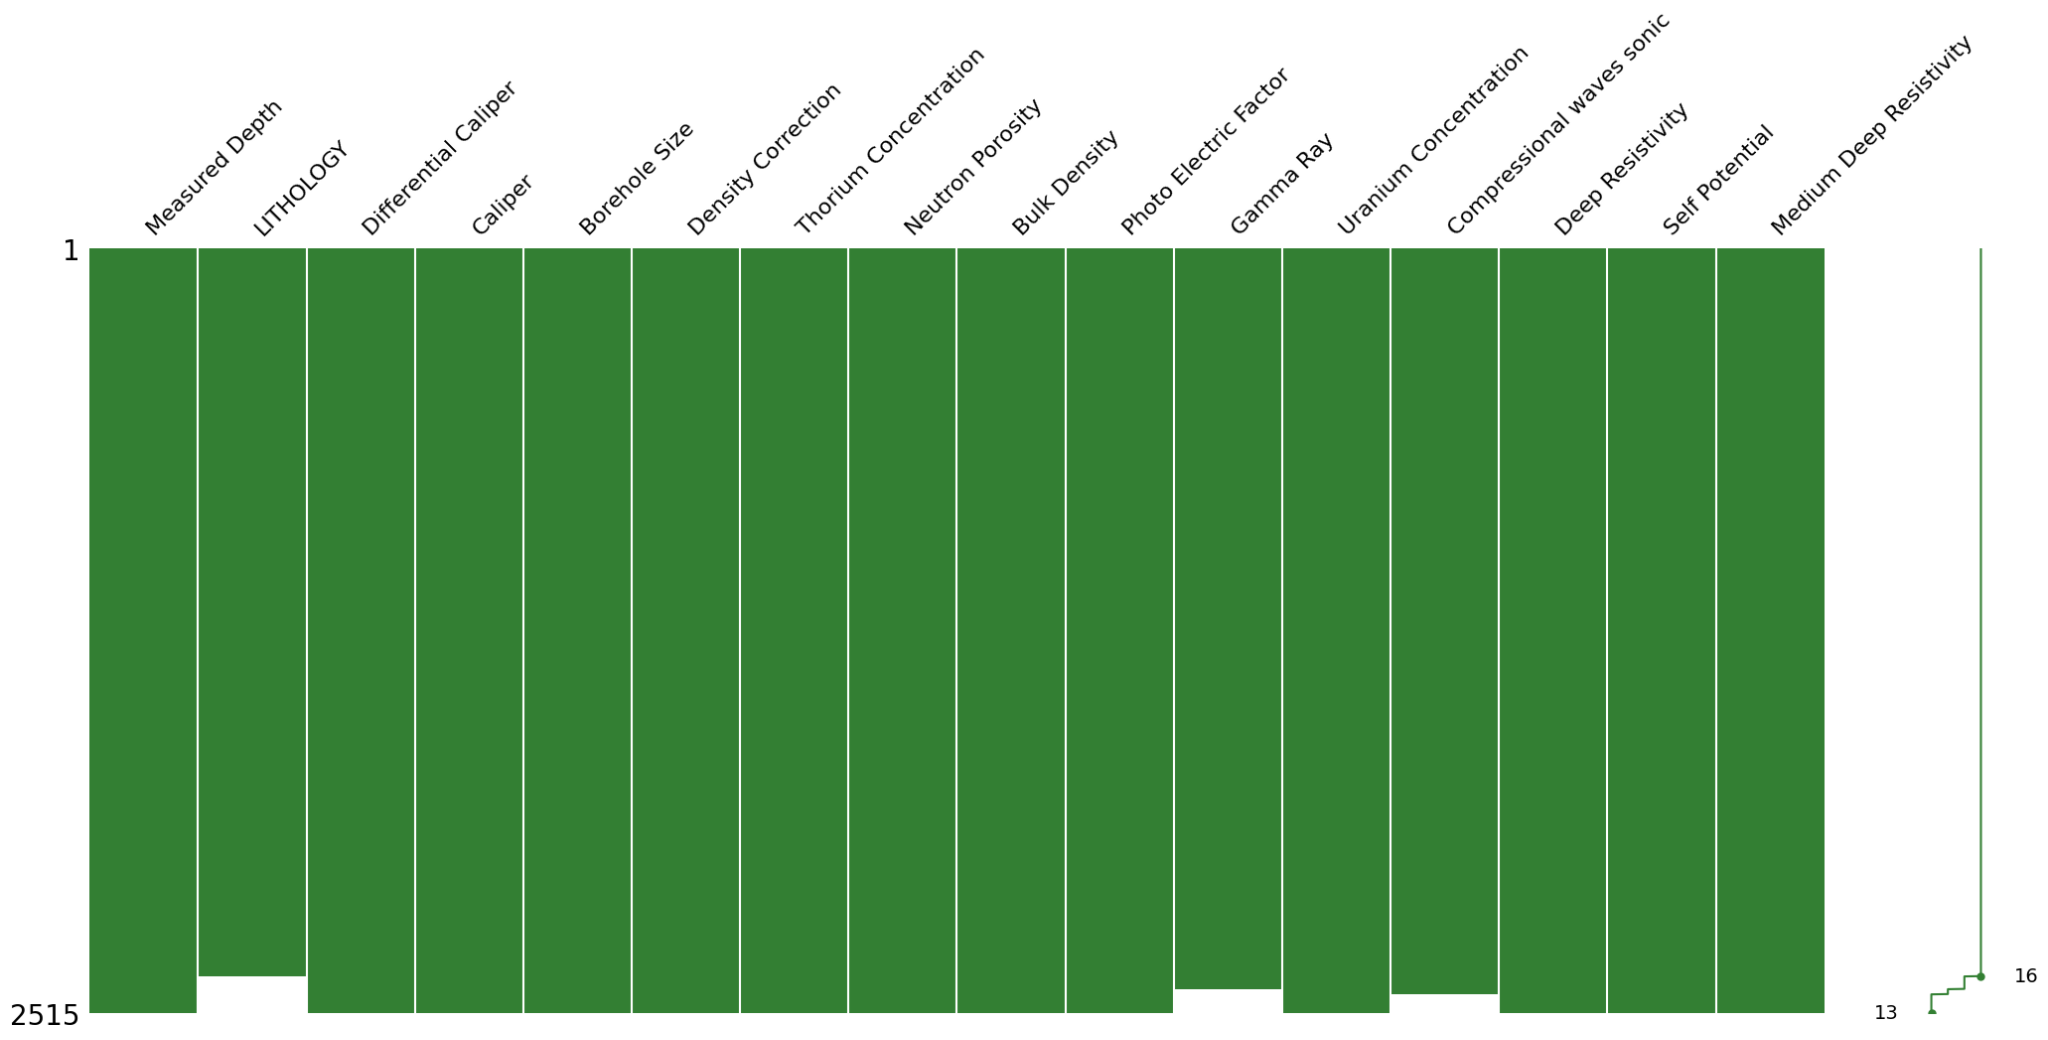 Measured Depth
LITHOLOGY
Differential Caliper
Caliper
Borehole Size
Density Correction
Thorium Concentration
Neutron Porosity
Bulk Density
Photo Electric Factor
Gamma Ray
Uranium Concentration
Compressional waves sonic
Deep Resistivity
Self Potential
Medium Deep Resistivity
1
16
2515
13